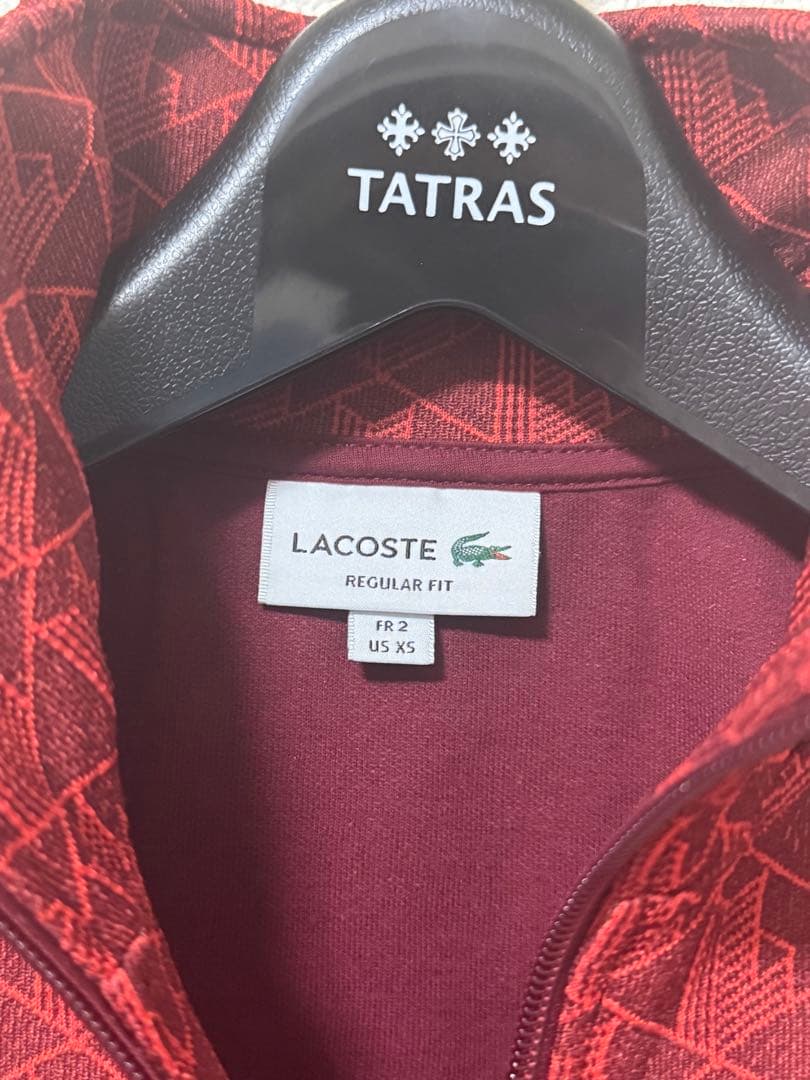 TATRAS
LACOSTE
REGULAR FIT
FR 2
US XS